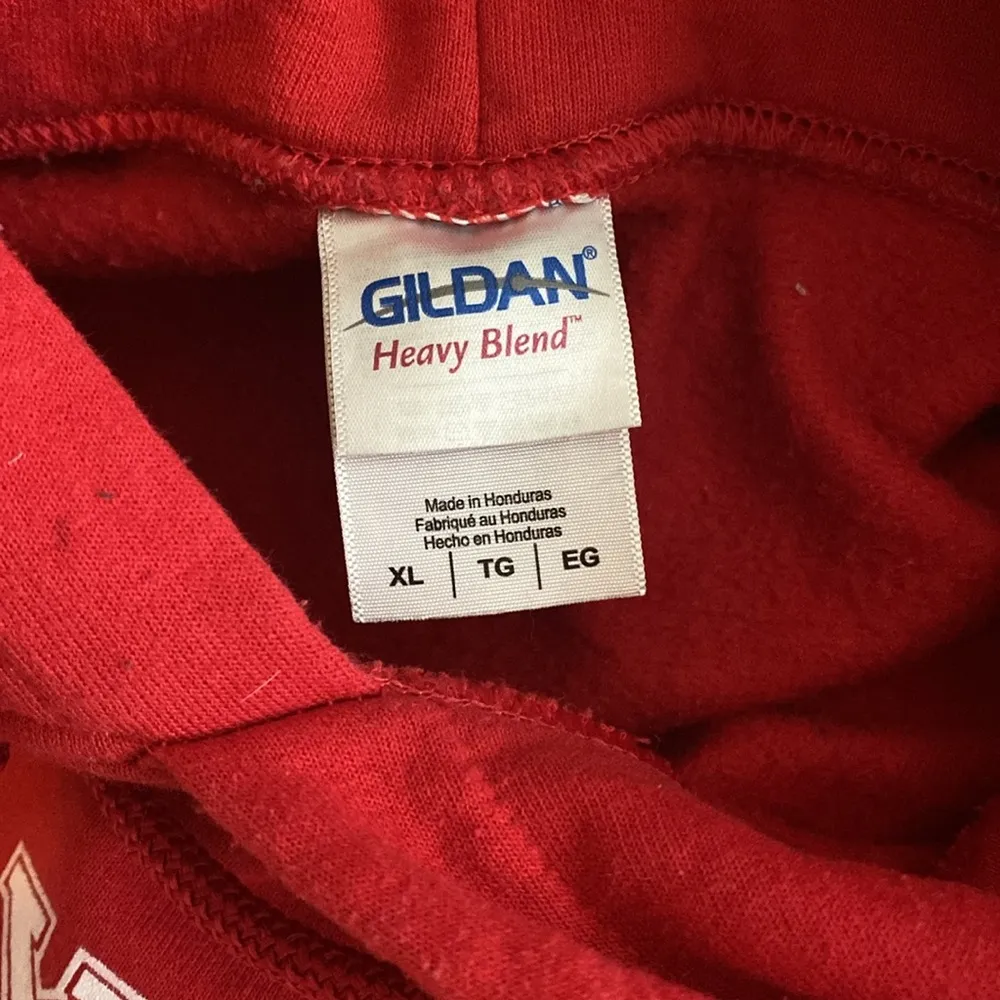 GILDAN®
Heavy Blend™
Made in Honduras
Fabriqué au Honduras
Hecho en Honduras
XL | TG | EG